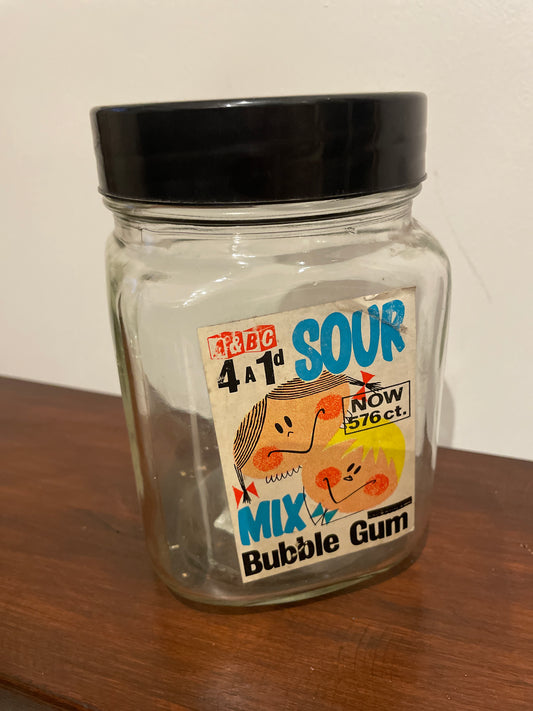 A&BC
4 A 1d
SOUR
NOW
576 ct.
MIX
Bubble Gum